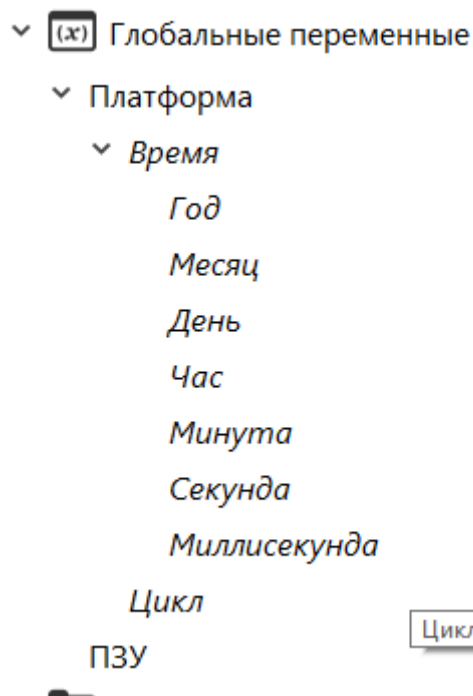 (x) Глобальные переменные
Платформа
Время
Год
Месяц
День
Час
Минута
Секунда
Миллисекунда
Цикл
Цикл
ПЗУ